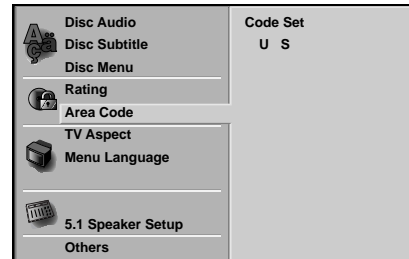 Disc Audio
Disc Subtitle
Disc Menu
Rating
Area Code
TV Aspect
Menu Language
5.1 Speaker Setup
Others
Code Set
U S